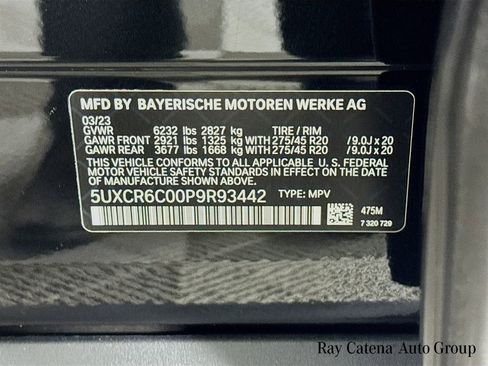 MFD BY BAYERISCHE MOTOREN WERKE AG
03/23
GVWR 6232 lbs 2827 kg TIRE / RIM
GAWR FRONT 2921 lbs 1325 kg WITH 275/45 R20 /9.0J x 20
GAWR REAR 3677 lbs 1668 kg WITH 275/45 R20 /9.0J x 20
THIS VEHICLE CONFORMS TO ALL APPLICABLE U. S. FEDERAL
MOTOR VEHICLE SAFETY STANDARDS
IN EFFECT ON THE DATE OF MANUFACTURE
SHOWN ABOVE.
5UXCR6C00P9R93442 TYPE: MPV
475M
7 320 729
Ray Catena Auto Group